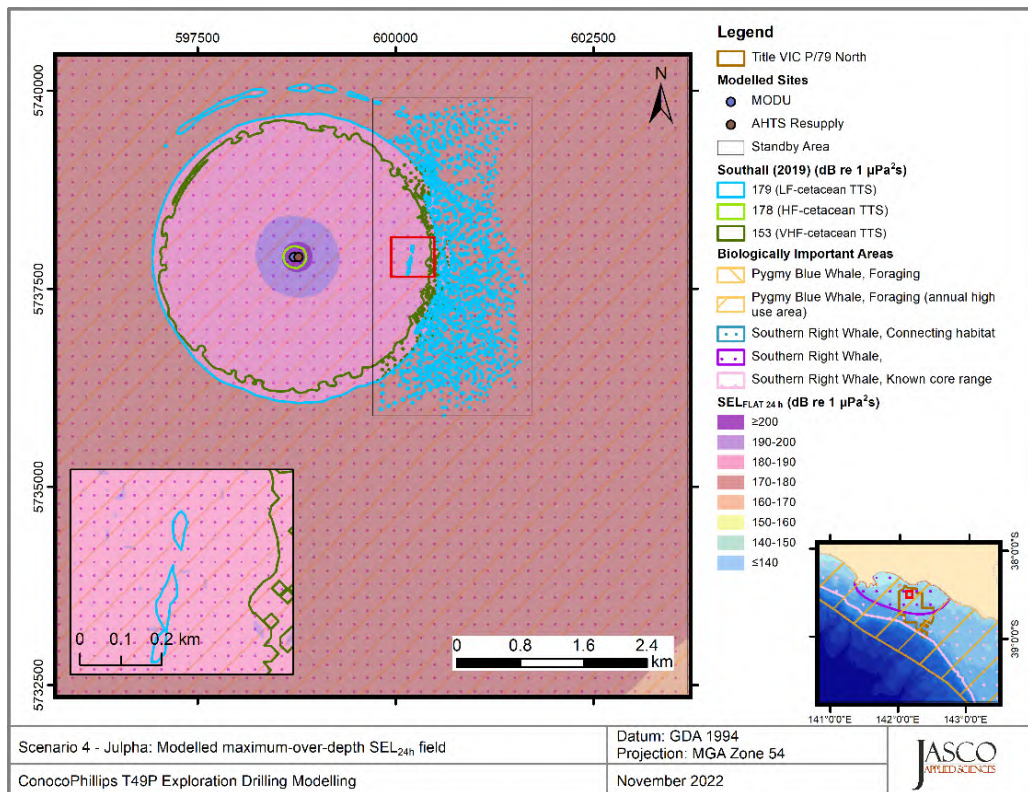 597500
600000
602500
5740000
5737500
5735000
5732500
N
0 0.1 0.2 km
0 0.8 1.6 2.4
km
Legend
Title VIC P/79 North
Modelled Sites
MODU
AHTS Resupply
Standby Area
Southall (2019) (dB re 1 µPa²s)
179 (LF-cetacean TTS)
178 (HF-cetacean TTS)
153 (VHF-cetacean TTS)
Biologically Important Areas
Pygmy Blue Whale, Foraging
Pygmy Blue Whale, Foraging (annual high
use area)
Southern Right Whale, Connecting habitat
Southern Right Whale,
Southern Right Whale, Known core range
SELFLAT 24 h (dB re 1 µPa²s)
≥200
190-200
180-190
170-180
160-170
150-160
140-150
≤140
38°0'0"S
39°0'0"S
141°0'0"E 142°0'0"E 143°0'0"E
Scenario 4 - Julpha: Modelled maximum-over-depth SEL24h field
ConocoPhillips T49P Exploration Drilling Modelling
Datum: GDA 1994
Projection: MGA Zone 54
November 2022
JASCO
APPLIED SCIENCES